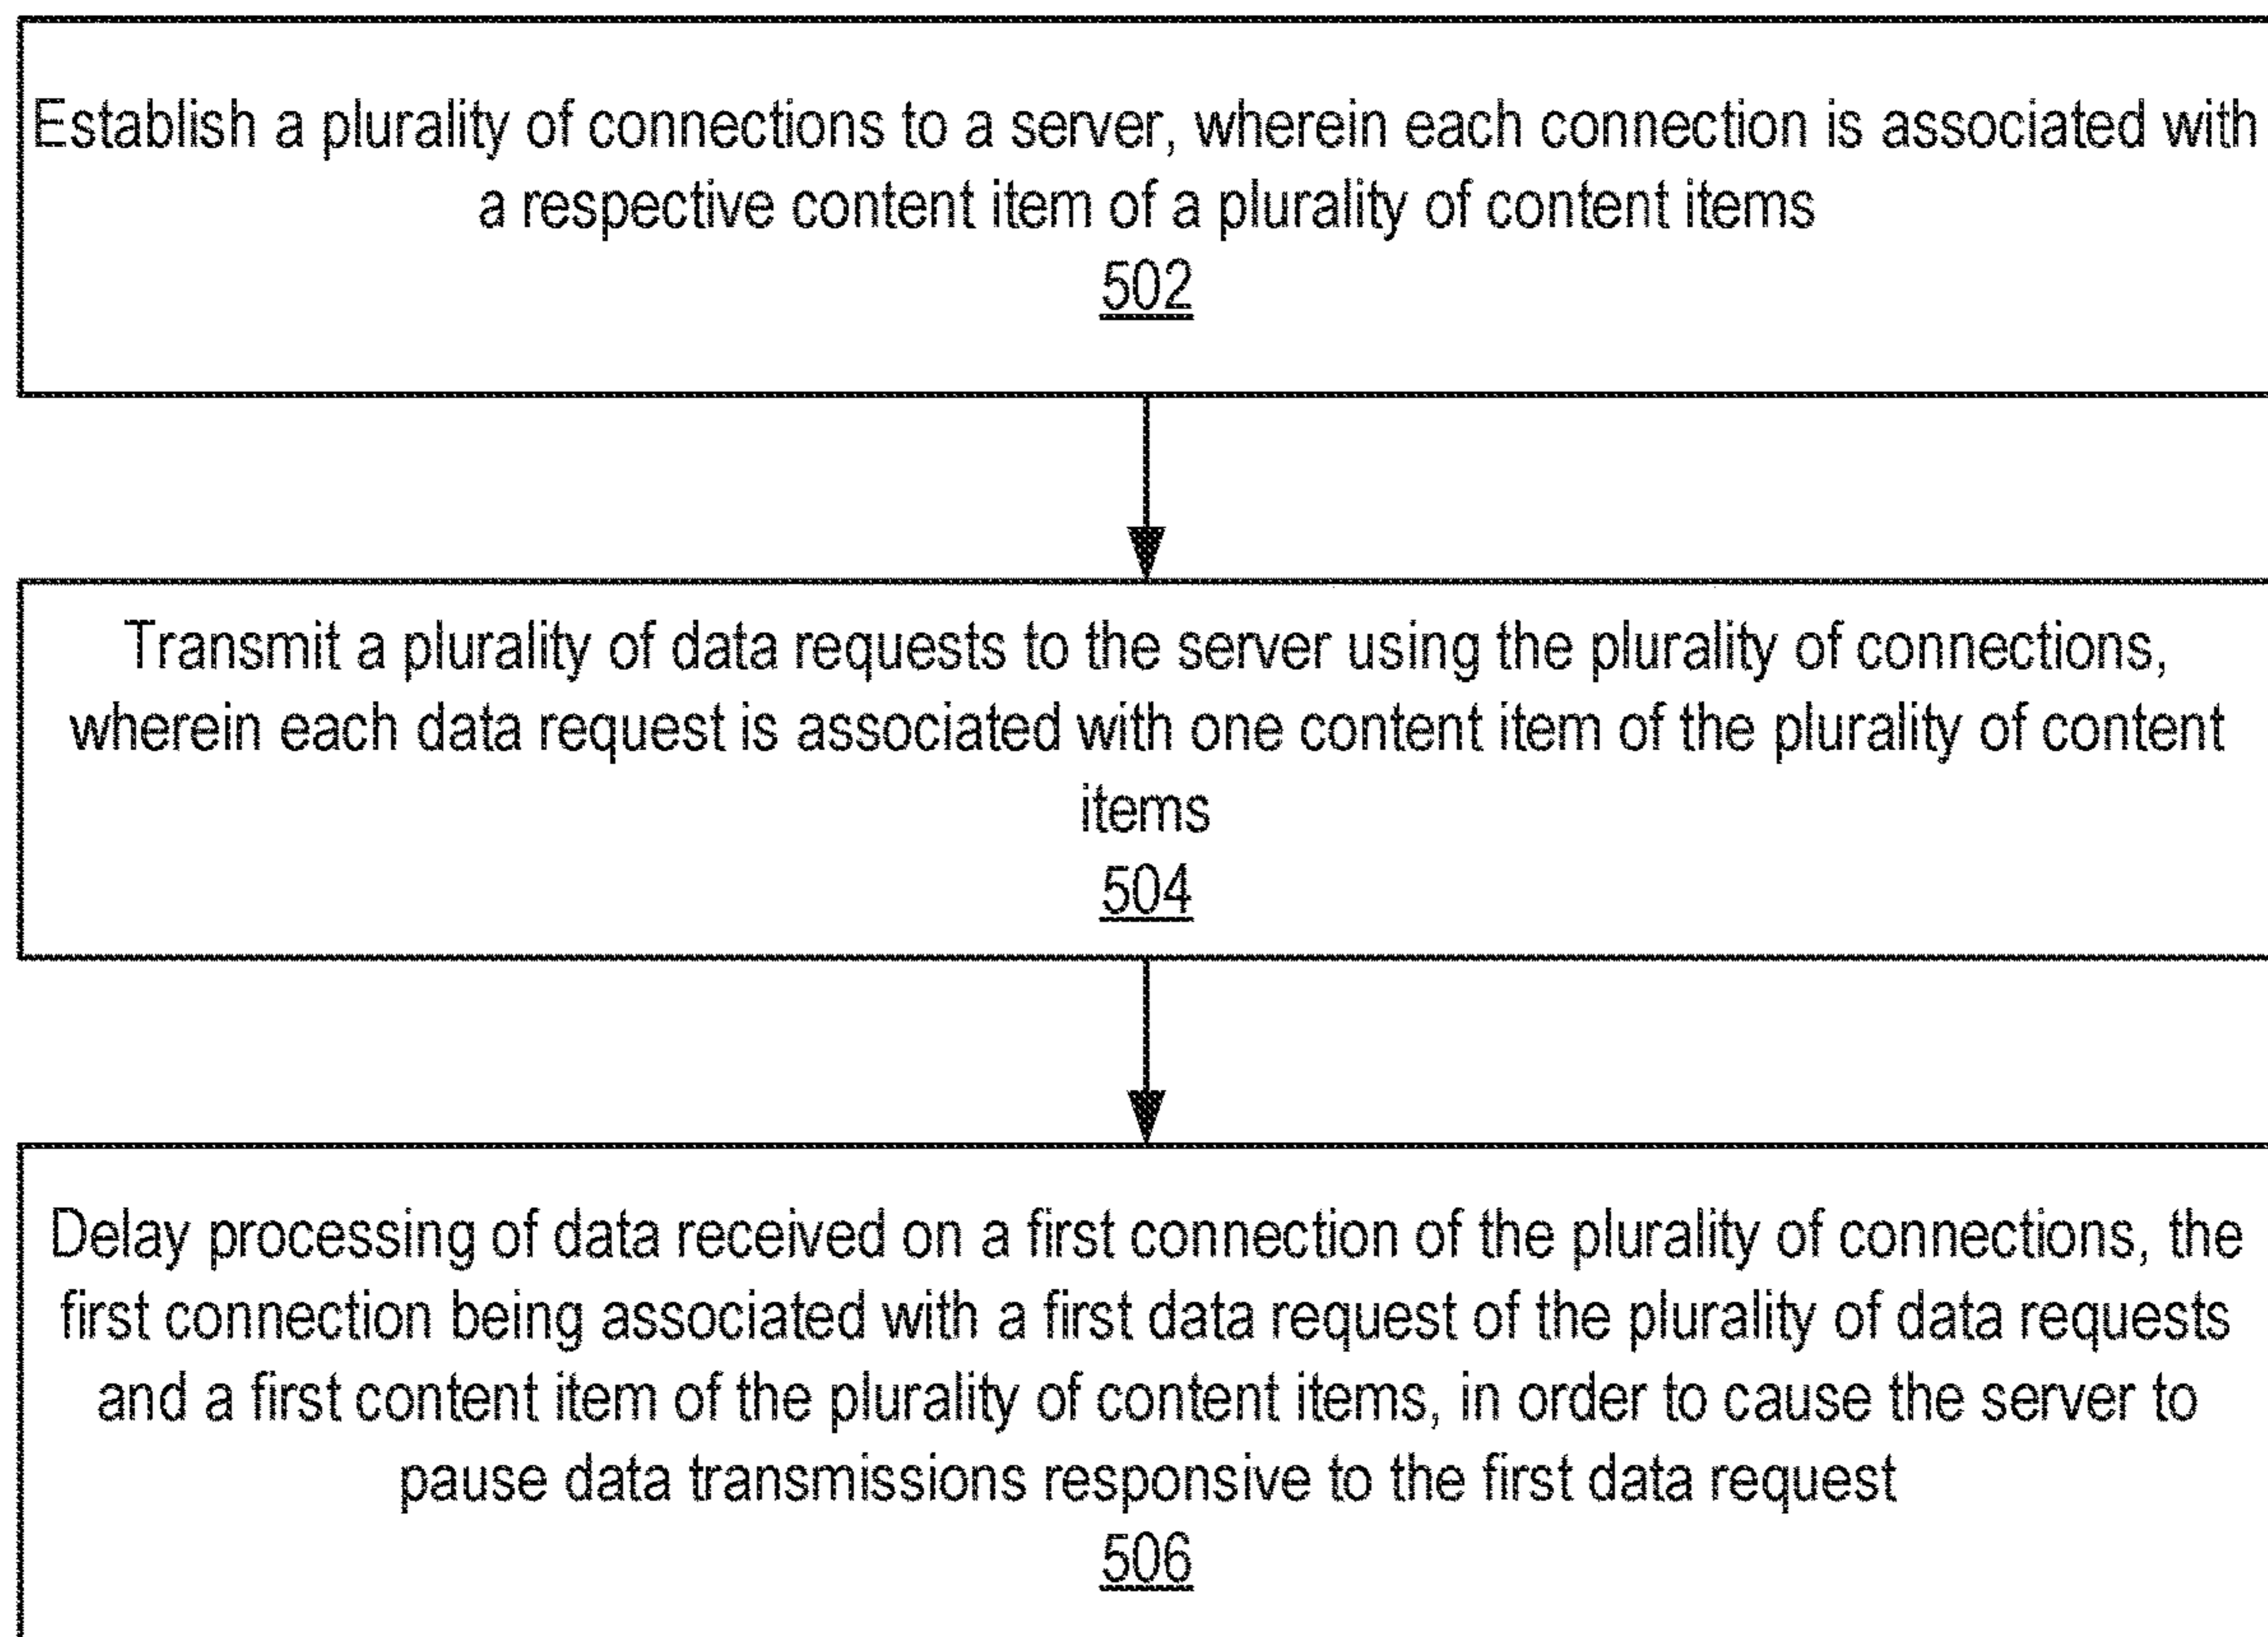 Establish a plurality of connections to a server, wherein each connection is associated with
a respective content item of a plurality of content items
502
Transmit a plurality of data requests to the server using the plurality of connections,
wherein each data request is associated with one content item of the plurality of content
items
504
Delay processing of data received on a first connection of the plurality of connections, the
first connection being associated with a first data request of the plurality of data requests
and a first content item of the plurality of content items, in order to cause the server to
pause data transmissions responsive to the first data request
506